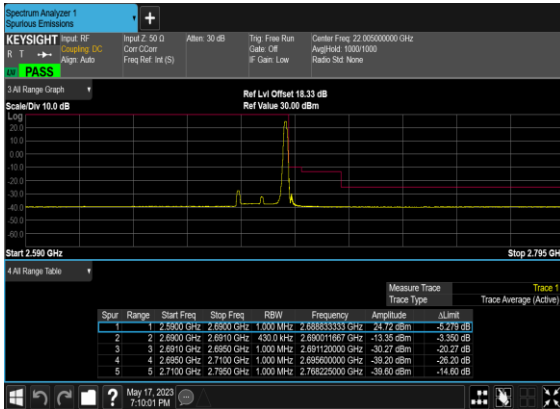 Spectrum Analyzer 1
Spurious Emissions
+
KEYSIGHT Input: RF Input Z: 50 Ω Atten: 30 dB Trig: Free Run Center Freq: 22.005000000 GHz
R T Coupling: DC Corr CCorr Gate: Off Avg|Hold: 1000/1000
Align: Auto Freq Ref: Int (S) IF Gain: Low Radio Std: None
PASS
3 All Range Graph
Ref Lvl Offset 18.33 dB
Scale/Div 10.0 dB Ref Value 30.00 dBm
Log
20.0
10.0
0.00
-10.0
-20.0
-30.0
-40.0
-50.0
-60.0
Start 2.590 GHz Stop 2.795 GH
4 All Range Table
Measure Trace Trace 1
Trace Type Trace Average (Active)
Spur Range Start Freq Stop Freq RBW Frequency Amplitude ΔLimit
1 1 2.5900 GHz 2.6900 GHz 1.000 MHz 2.688833333 GHz 24.72 dBm -5.279 dB
2 2 2.6900 GHz 2.6910 GHz 430.0 kHz 2.690011667 GHz -13.35 dBm -3.350 dB
3 3 2.6910 GHz 2.6950 GHz 1.000 MHz 2.691120000 GHz -30.27 dBm -20.27 dB
4 4 2.6950 GHz 2.7100 GHz 1.000 MHz 2.695600000 GHz -39.20 dBm -26.20 dB
5 5 2.7100 GHz 2.7950 GHz 1.000 MHz 2.768225000 GHz -39.60 dBm -14.60 dB
? May 17, 2023
7:10:01 PM